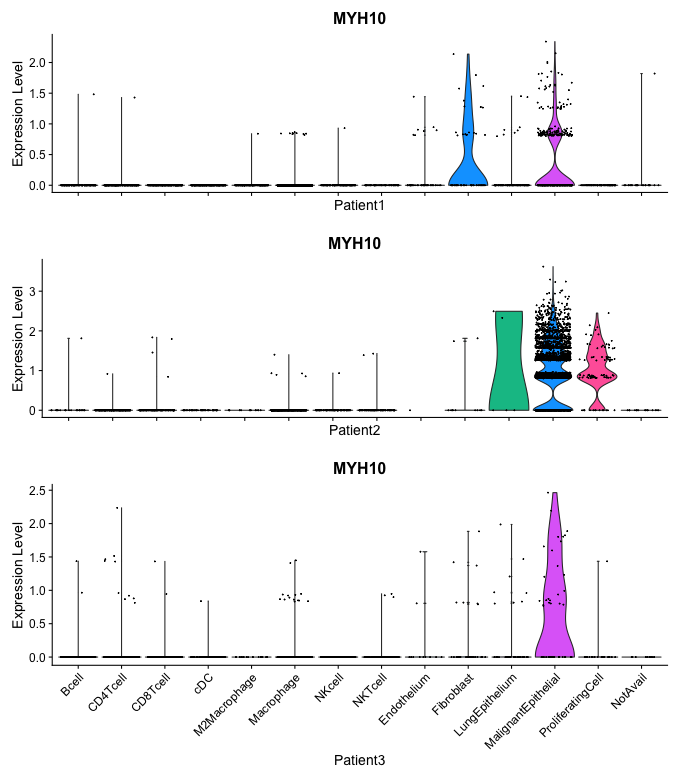 MYH10
Expression Level
2.0
1.5
1.0
0.5
0.0
Patient1
MYH10
Expression Level
3
2
1
0
Patient2
MYH10
Expression Level
2.5
2.0
1.5
1.0
0.5
0.0
Bcell
CD4Tcell
CD8Tcell
cDC
M2Macrophage
Macrophage
NKcell
NKTcell
Endothelium
Fibroblast
LungEpithelium
MalignantEpithelial
ProliferatingCell
NotAvail
Patient3